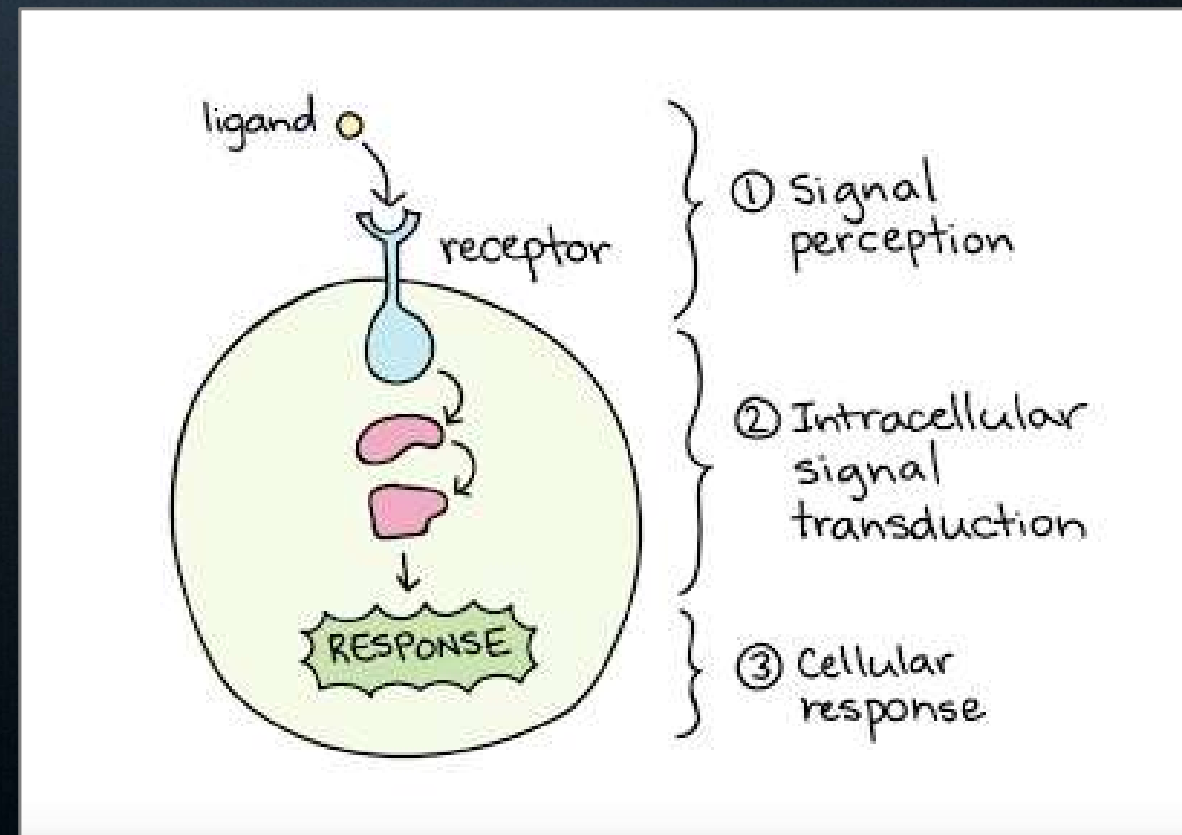 ligand
receptor
① Signal
perception
② Intracellular
signal
transduction
RESPONSE
③ Cellular
response